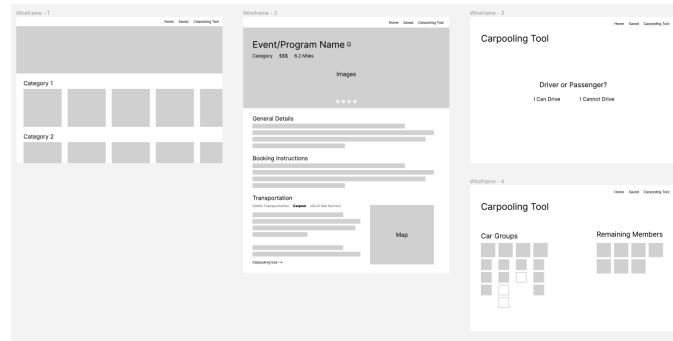 Wireframe - 1
Home Saved Carpooling Tool
Category 1
Category 2
Wireframe - 2
Home Saved Carpooling Tool
Event/Program Name
Category $$$ 6.2 Miles
Images
General Details
Booking Instructions
Transportation
Public Transportation Carpool UCLA Van Service
Map
Carpooling tool →
Wireframe - 3
Home Saved Carpooling Tool
Carpooling Tool
Driver or Passenger?
I Can Drive I Cannot Drive
Wireframe - 4
Home Saved Carpooling Tool
Carpooling Tool
Car Groups
Remaining Members